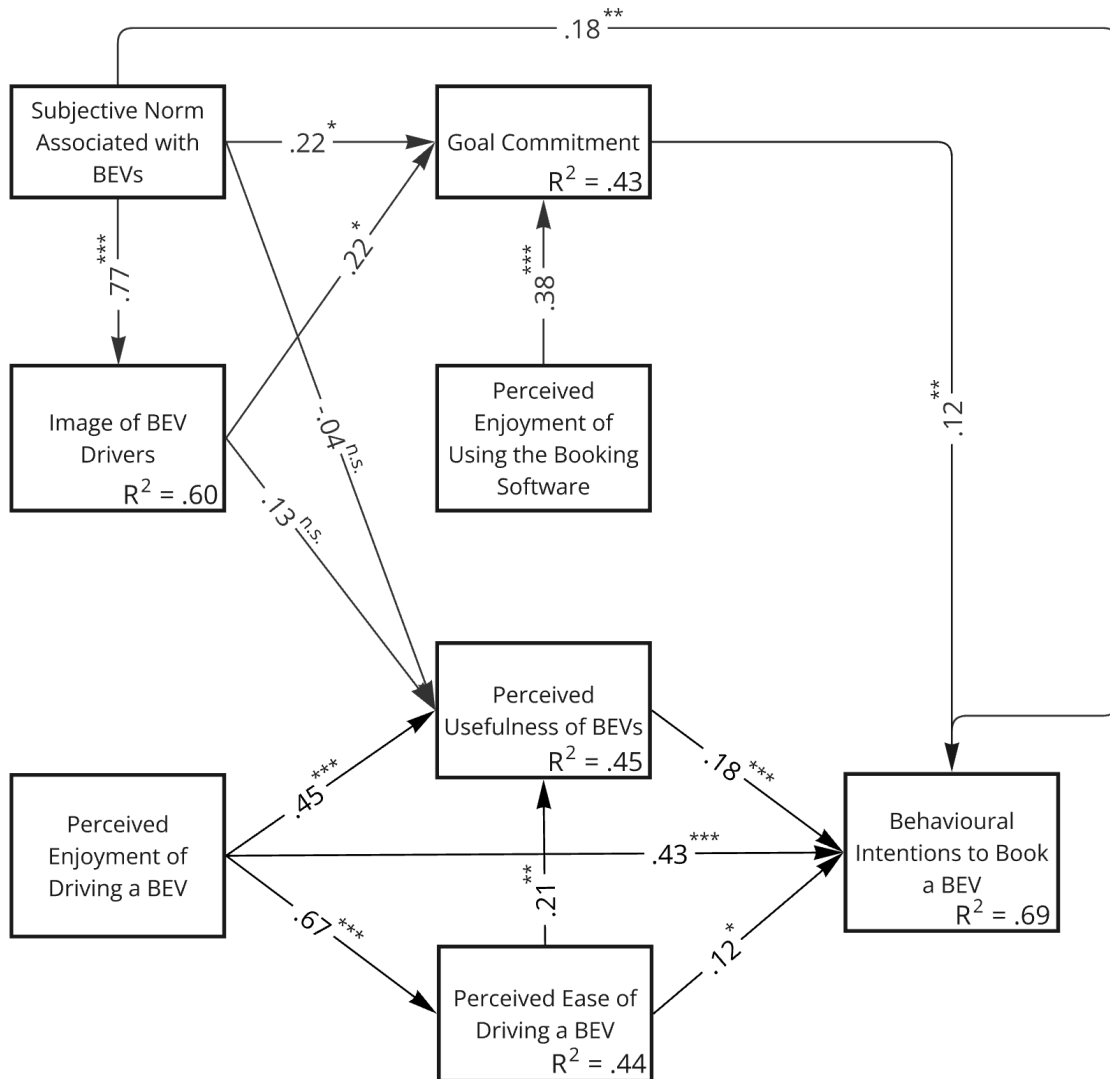 .18**
Subjective Norm
Associated with
BEVs
.22*
Goal Commitment
R² = .43
.77***
.22*
.38***
Image of BEV
Drivers
R² = .60
Perceived
Enjoyment of
Using the Booking
Software
.12**
-.04n.s.
.13n.s.
Perceived
Usefulness of BEVs
R² = .45
.45***
.18***
Perceived
Enjoyment of
Driving a BEV
.43***
Behavioural
Intentions to Book
a BEV
R² = .69
.67***
.21**
.12*
Perceived Ease of
Driving a BEV
R² = .44